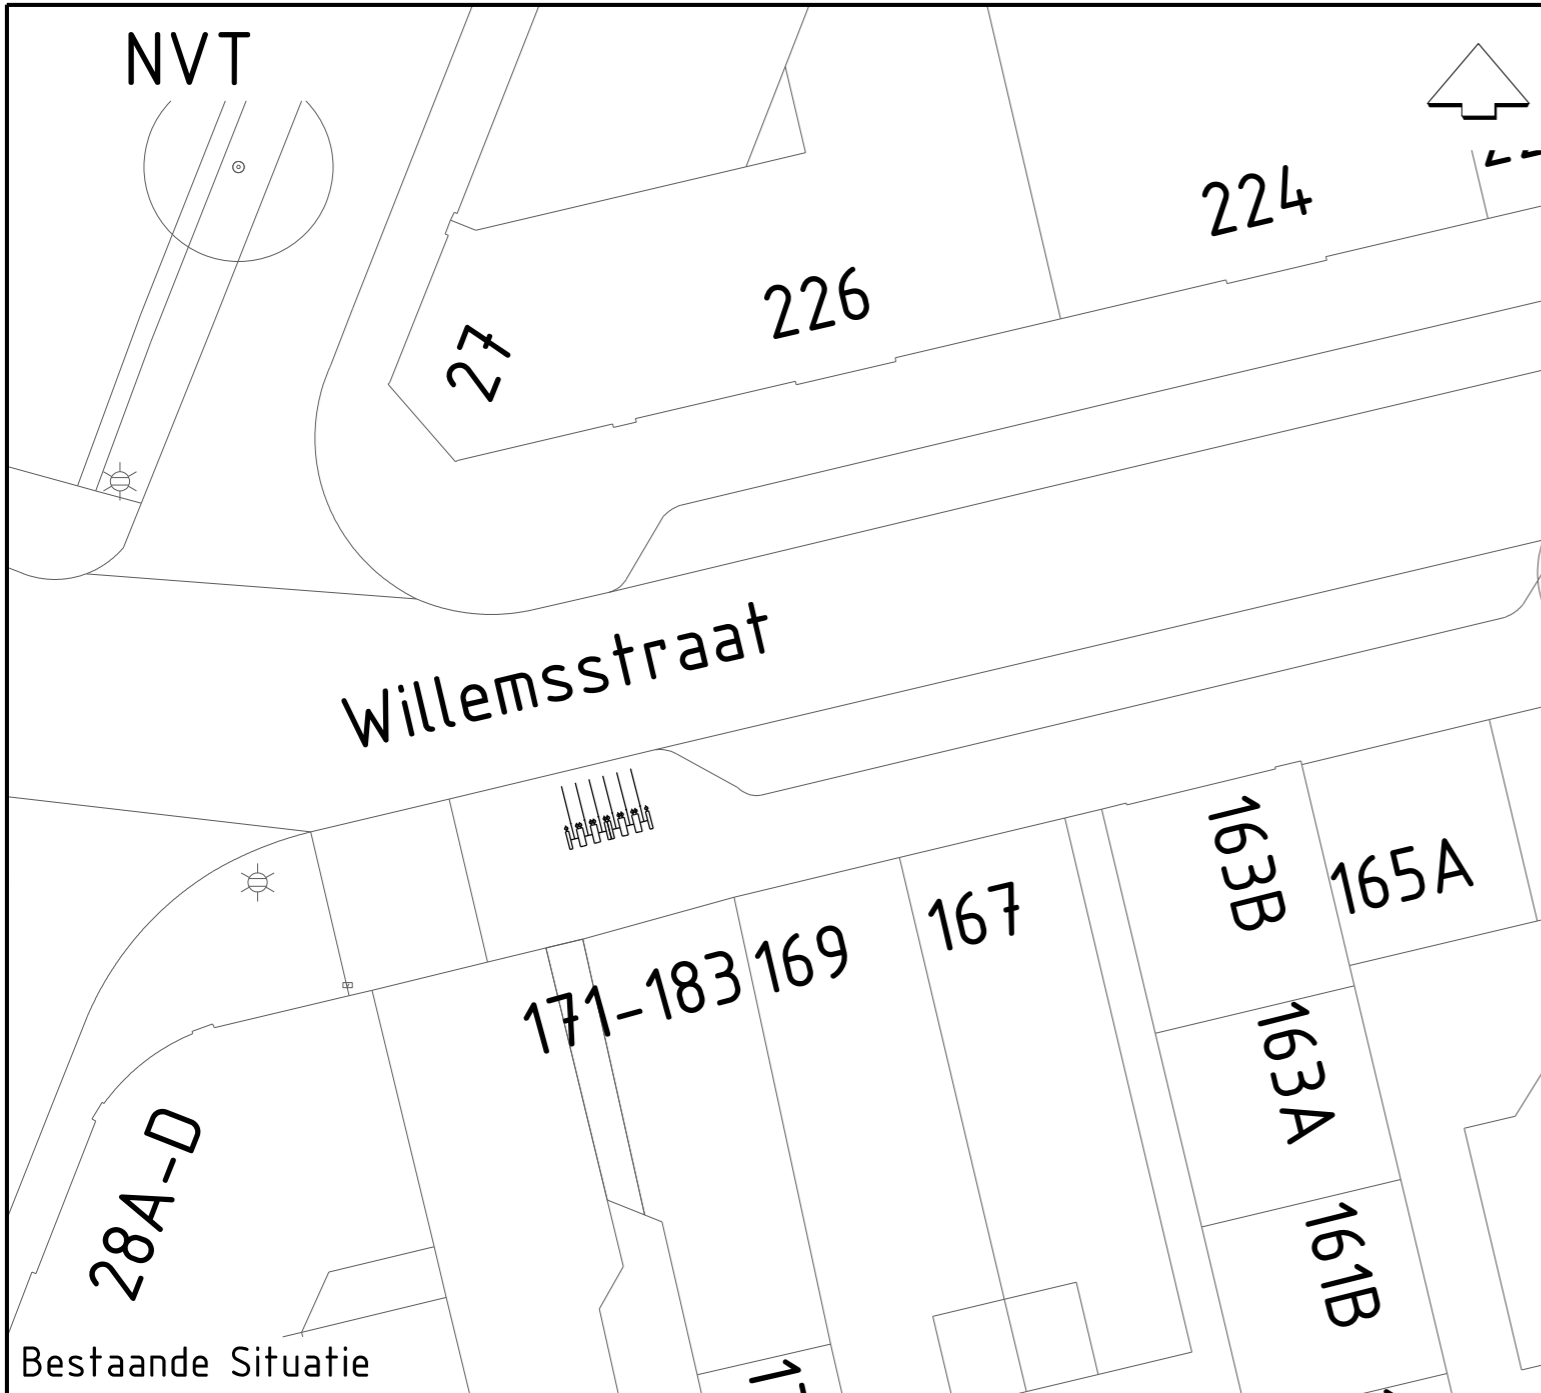 NVT
224
226
27
Willemsstraat
163B
165A
167
169
171-183
163A
28A-D
161B
Bestaande Situatie